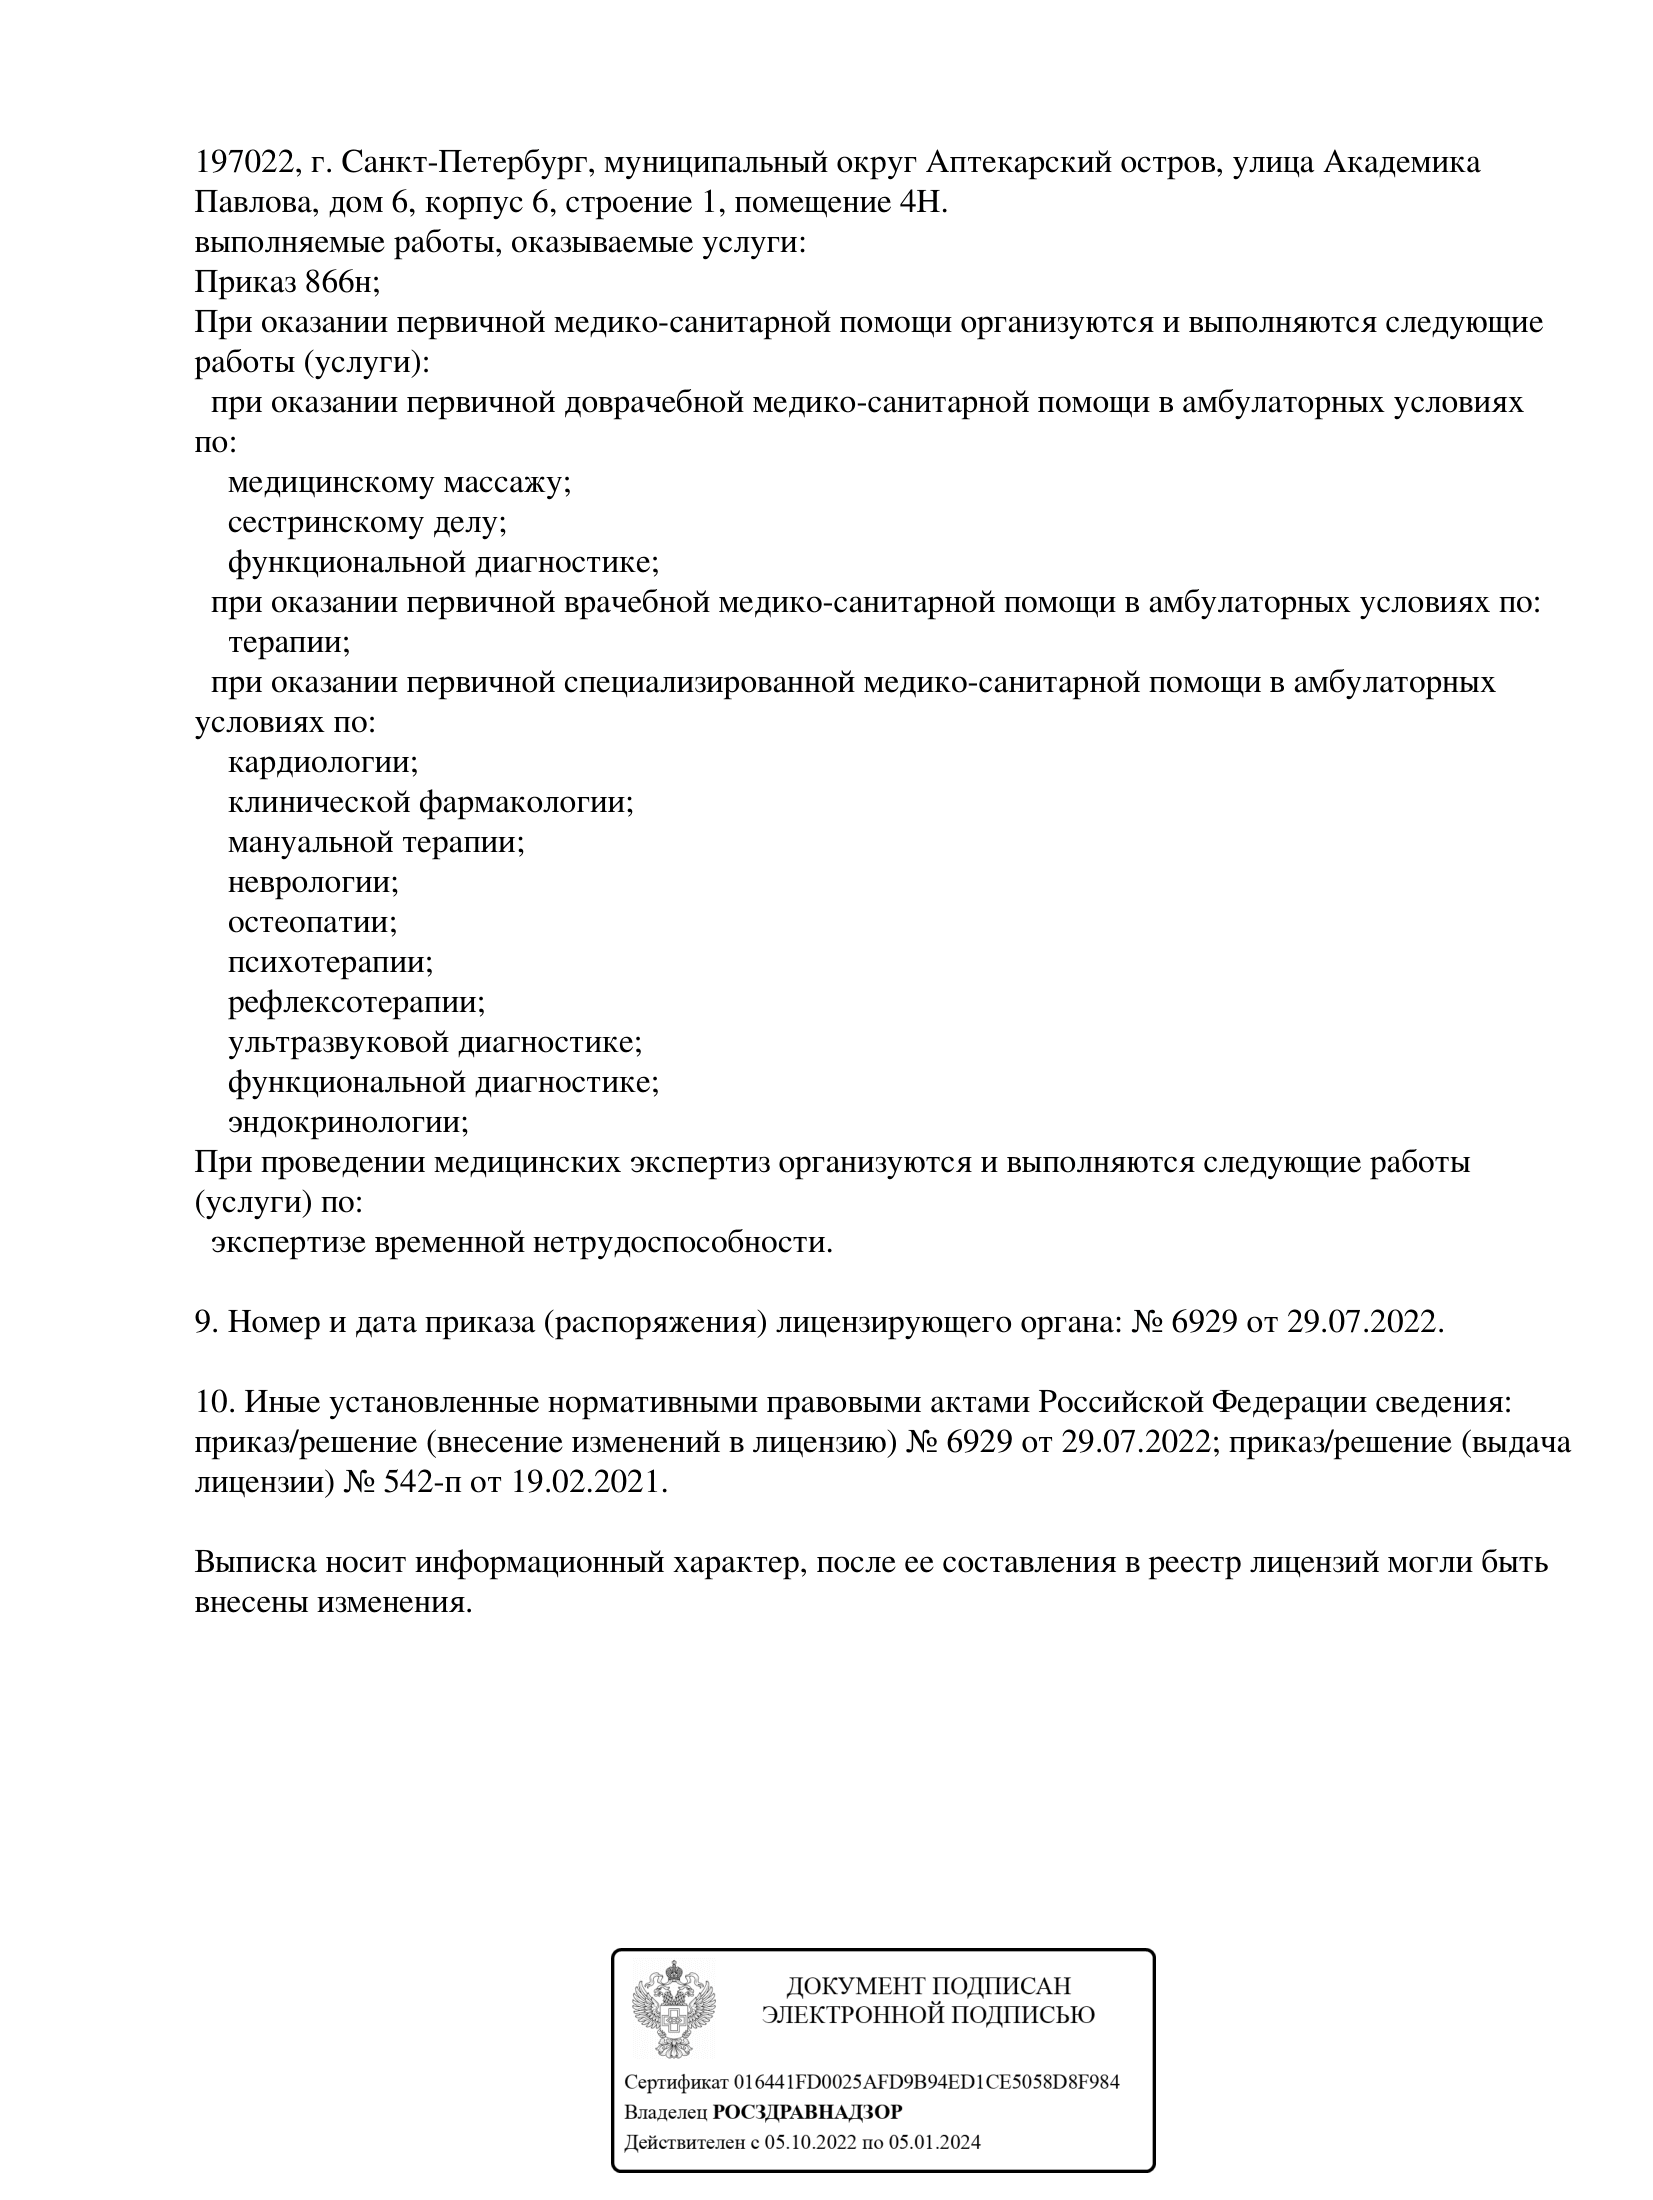 197022, г. Санкт-Петербург, муниципальный округ Аптекарский остров, улица Академика
Павлова, дом 6, корпус 6, строение 1, помещение 4Н.
выполняемые работы, оказываемые услуги:
Приказ 866н;
При оказании первичной медико-санитарной помощи организуются и выполняются следующие
работы (услуги):
при оказании первичной доврачебной медико-санитарной помощи в амбулаторных условиях
по:
медицинскому массажу;
сестринскому делу;
функциональной диагностике;
при оказании первичной врачебной медико-санитарной помощи в амбулаторных условиях по:
терапии;
при оказании первичной специализированной медико-санитарной помощи в амбулаторных
условиях по:
кардиологии;
клинической фармакологии;
мануальной терапии;
неврологии;
остеопатии;
психотерапии;
рефлексотерапии;
ультразвуковой диагностике;
функциональной диагностике;
эндокринологии;
При проведении медицинских экспертиз организуются и выполняются следующие работы
(услуги) по:
экспертизе временной нетрудоспособности.
9. Номер и дата приказа (распоряжения) лицензирующего органа: № 6929 от 29.07.2022.
10. Иные установленные нормативными правовыми актами Российской Федерации сведения:
приказ/решение (внесение изменений в лицензию) № 6929 от 29.07.2022; приказ/решение (выдача
лицензии) № 542-п от 19.02.2021.
Выписка носит информационный характер, после ее составления в реестр лицензий могли быть
внесены изменения.
ДОКУМЕНТ ПОДПИСАН
ЭЛЕКТРОННОЙ ПОДПИСЬЮ
Сертификат 016441FD0025AFD9B94ED1CE5058D8F984
Владелец РОСЗДРАВНАДЗОР
Действителен с 05.10.2022 по 05.01.2024